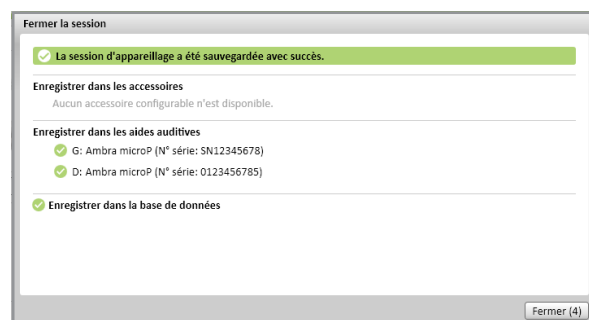 Fermer la session
La session d'appareillage a été sauvegardée avec succès.
Enregistrer dans les accessoires
Aucun accessoire configurable n'est disponible.
Enregistrer dans les aides auditives
G: Ambra microP (N° série: SN12345678)
D: Ambra microP (N° série: 0123456785)
Enregistrer dans la base de données
Fermer (4)